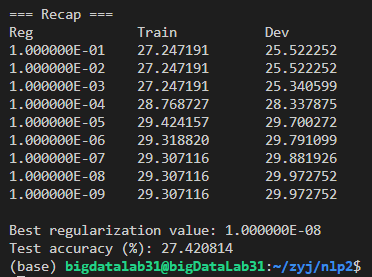 === Recap ===
Reg Train Dev
1.000000E-01 27.247191 25.522252
1.000000E-02 27.247191 25.522252
1.000000E-03 27.247191 25.340599
1.000000E-04 28.768727 28.337875
1.000000E-05 29.424157 29.700272
1.000000E-06 29.318820 29.791099
1.000000E-07 29.307116 29.881926
1.000000E-08 29.307116 29.972752
1.000000E-09 29.307116 29.972752
Best regularization value: 1.000000E-08
Test accuracy (%): 27.420814
(base) bigdatalab31@bigDataLab31:~/zyj/nlp2$